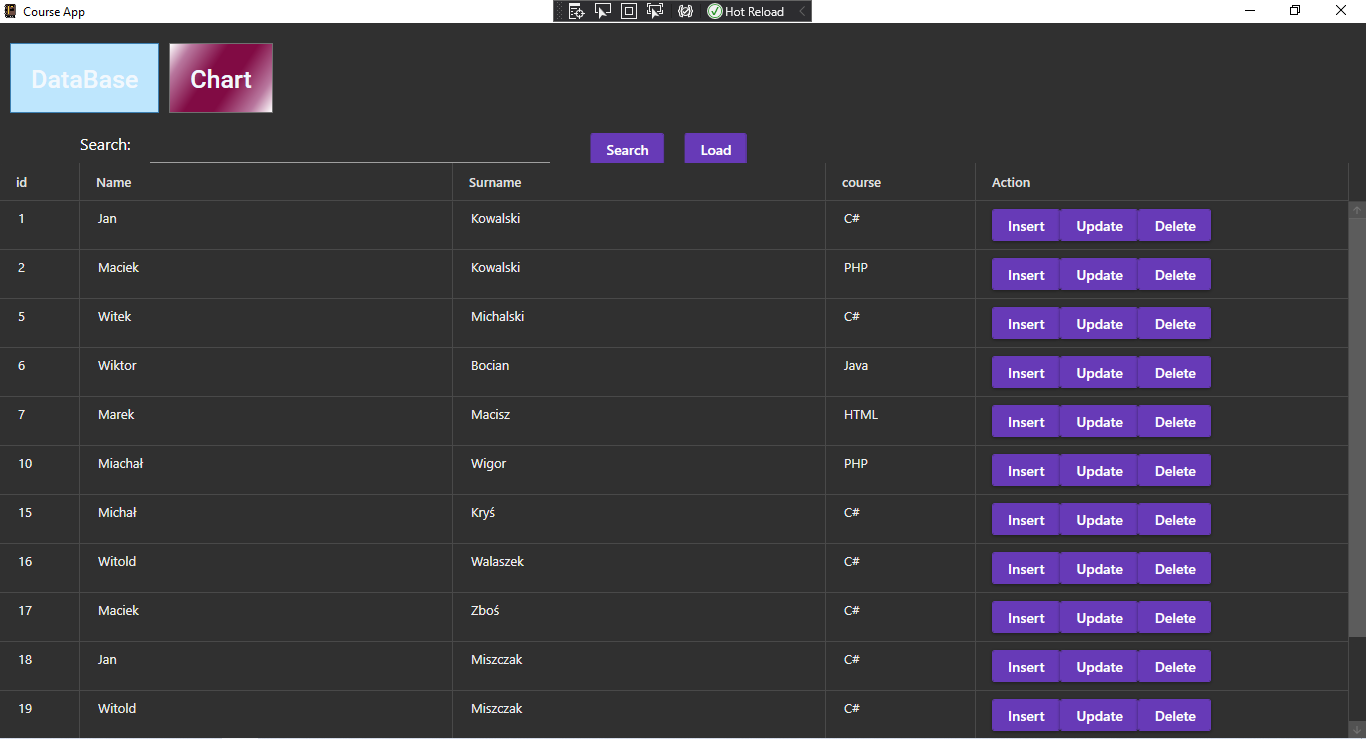 Course App
Hot Reload
DataBase Chart
Search: Search Load
id Name Surname course Action
1 Jan Kowalski C# Insert Update Delete
2 Maciek Kowalski PHP Insert Update Delete
5 Witek Michalski C# Insert Update Delete
6 Wiktor Bocian Java Insert Update Delete
7 Marek Macisz HTML Insert Update Delete
10 Miachał Wigor PHP Insert Update Delete
15 Michał Kryś C# Insert Update Delete
16 Witold Walaszek C# Insert Update Delete
17 Maciek Zboś C# Insert Update Delete
18 Jan Miszczak C# Insert Update Delete
19 Witold Miszczak C# Insert Update Delete